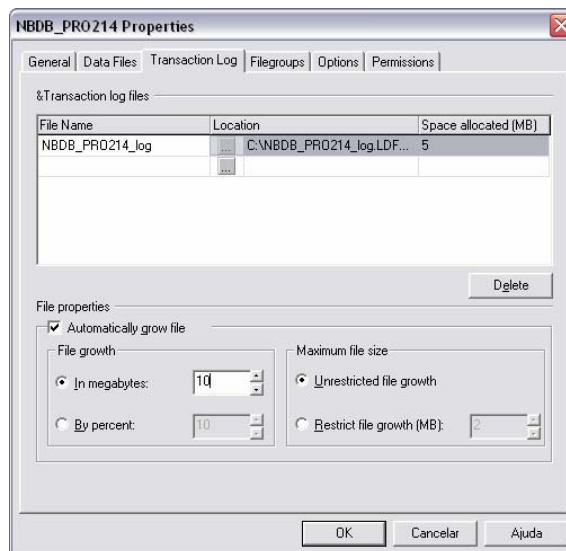 NBDB_PRO214 Properties
General Data Files Transaction Log Filegroups Options Permissions
&Transaction log files
File Name Location Space allocated (MB)
NBDB_PRO214_log ... C:\NBDB_PRO214_log.LDF... 5
...
Delete
File properties
Automatically grow file
File growth Maximum file size
In megabytes: 10 Unrestricted file growth
By percent: 10 Restrict file growth (MB): 2
OK Cancelar Ajuda